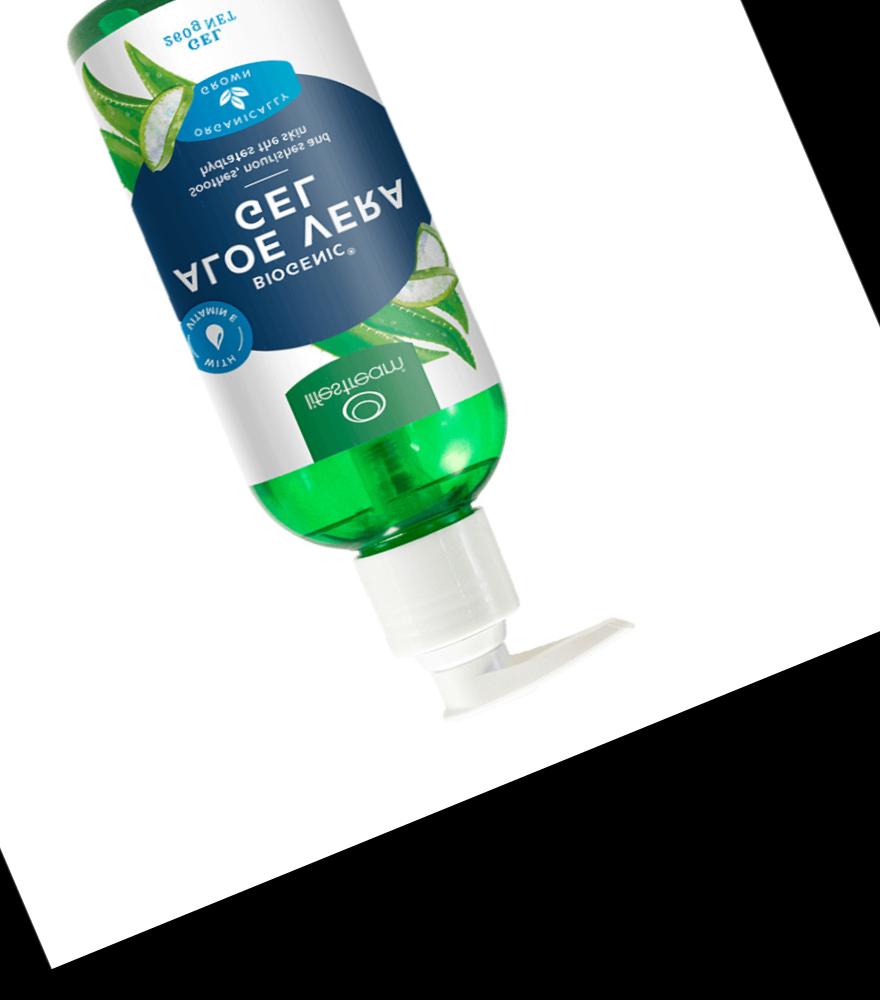 lifestream
WITH
VITAMIN E
BIOGENIC®
ALOE VERA
GEL
Soothes, nourishes and
hydrates the skin
ORGANICALLY
GROWN
GEL
260g NET